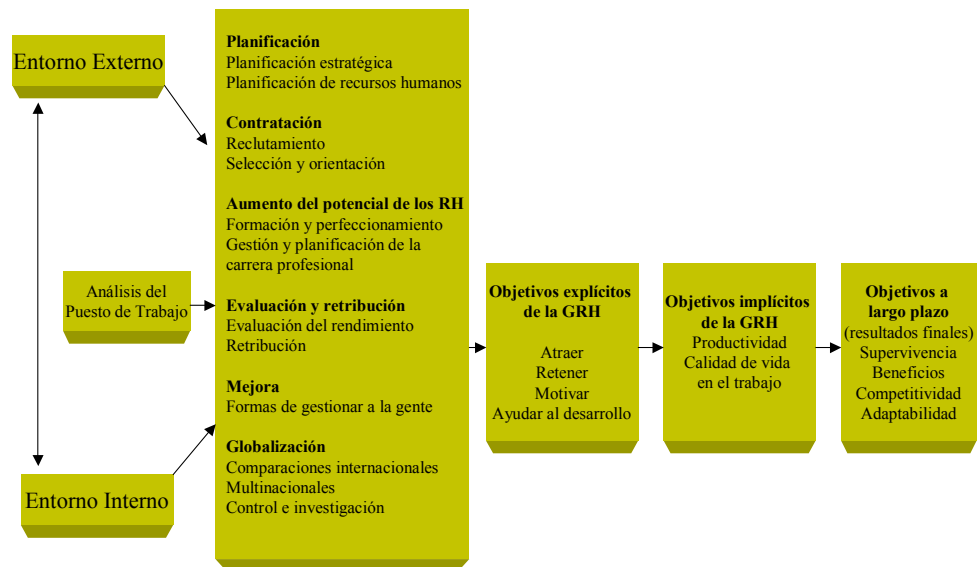 Entorno Externo
Análisis del
Puesto de Trabajo
Entorno Interno
Planificación
Planificación estratégica
Planificación de recursos humanos
Contratación
Reclutamiento
Selección y orientación
Aumento del potencial de los RH
Formación y perfeccionamiento
Gestión y planificación de la
carrera profesional
Evaluación y retribución
Evaluación del rendimiento
Retribución
Mejora
Formas de gestionar a la gente
Globalización
Comparaciones internacionales
Multinacionales
Control e investigación
Objetivos explícitos
de la GRH
Atraer
Retener
Motivar
Ayudar al desarrollo
Objetivos implícitos
de la GRH
Productividad
Calidad de vida
en el trabajo
Objetivos a
largo plazo
(resultados finales)
Supervivencia
Beneficios
Competitividad
Adaptabilidad